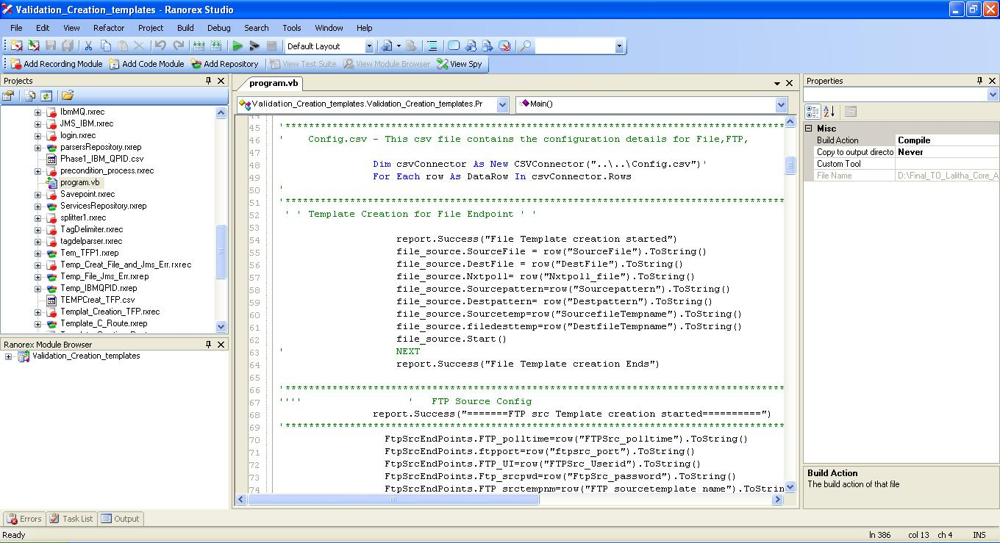 Validation_Creation_templates - Ranorex Studio
File Edit View Refactor Project Build Debug Search Tools Window Help
Default Layout
Add Recording Module Add Code Module Add Repository View Test Suite View Module Browser View Spy
Projects
IbmMQ.rxrec
JMS_IBM.rxrec
login.rxrec
parsersRepository.rxrep
Phase1_IBM_QPID.csv
precondition_process.rxrec
program.vb
Savepoint.rxrec
ServicesRepository.rxrep
splitter1.rxrec
TagDelimiter.rxrec
tagdelparser.rxrec
Tem_TFP1.rxrep
Temp_Creat_File_and_Jms_Err.rxrec
Temp_File_Jms_Err.rxrep
Temp_IBMQPID.rxrep
TEMPCreat_TFP.csv
Templat_Creation_TFP.rxrec
Template_C_Route.rxrep
Ranorex Module Browser
Validation_Creation_templates
program.vb
Validation_Creation_templates.Validation_Creation_templates.Pr Main()
44
45 '**************************************************************************************
46 ' Config.csv - This csv file contains the configuration details for File,FTP,
47
48 Dim csvConnector As New CSVConnector("..\..\Config.csv")'
49 For Each row As DataRow In csvConnector.Rows
50 '
51 '**************************************************************************************
52 ' ' Template Creation for File Endpoint ' '
53
54 report.Success("File Template creation started")
55 file_source.SourceFile = row("SourceFile").ToString()
56 file_source.DestFile = row("DestFile").ToString()
57 file_source.Nxtpoll= row("Nxtpoll_file").ToString()
58 file_source.Sourcepattern=row("Sourcepattern").ToString()
59 file_source.Destpattern= row("Destpattern").ToString()
60 file_source.Sourcetemp=row("SourcefileTempname").ToString()
61 file_source.filedesttemp=row("DestfileTempname").ToString()
62 file_source.Start()
63 ' NEXT
64 report.Success("File Template creation Ends")
65
66 '**************************************************************************************
67 '''' ' FTP Source Config
68 report.Success("=======FTP src Template creation started==========")
69 '**************************************************************************************
70 FtpSrcEndPoints.FTP_polltime=row("FTPSrc_polltime").ToString()
71 FtpSrcEndPoints.ftpport=row("ftpsrc_port").ToString()
72 FtpSrcEndPoints.FTP_UI=row("FTPSrc_Userid").ToString()
73 FtpSrcEndPoints.Ftp_srcpwd=row("FtpSrc_password").ToString()
74 FtpSrcEndPoints.FTP_srctempnm=row("FTP_sourcetemplate_name").ToStrin
Properties
Misc
Build Action Compile
Copy to output directo Never
Custom Tool
File Name D:\Final_TO_Lalitha_Core_A
Build Action
The build action of that file
Errors Task List Output
Ready ln 386 col 13 ch 4 INS